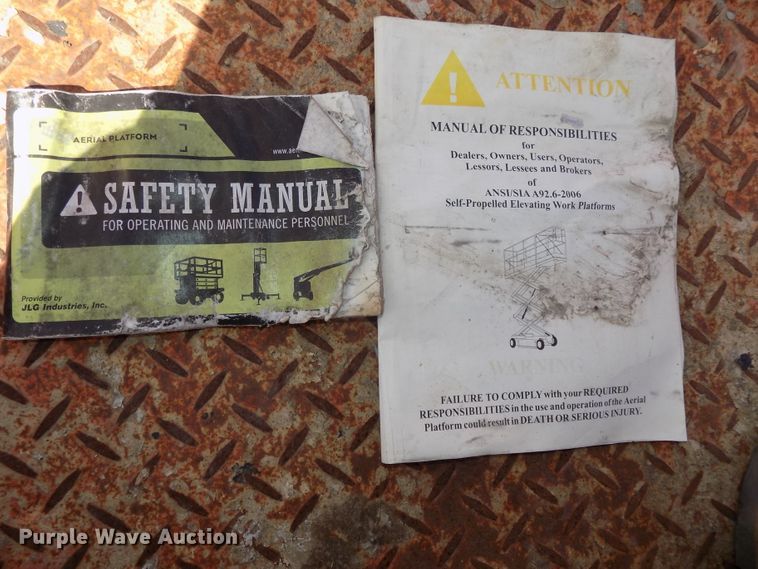 AERIAL PLATFORM
SAFETY MANUAL
FOR OPERATING AND MAINTENANCE PERSONNEL
Provided by
JLG Industries, Inc.
ATTENTION
MANUAL OF RESPONSIBILITIES
for
Dealers, Owners, Users, Operators,
Lessors, Lessees and Brokers
of
ANSI/SIA A92.6-2006
Self-Propelled Elevating Work Platforms
WARNING
FAILURE TO COMPLY with your REQUIRED
RESPONSIBILITIES in the use and operation of the Aerial
Platform could result in DEATH OR SERIOUS INJURY.
Purple Wave Auction